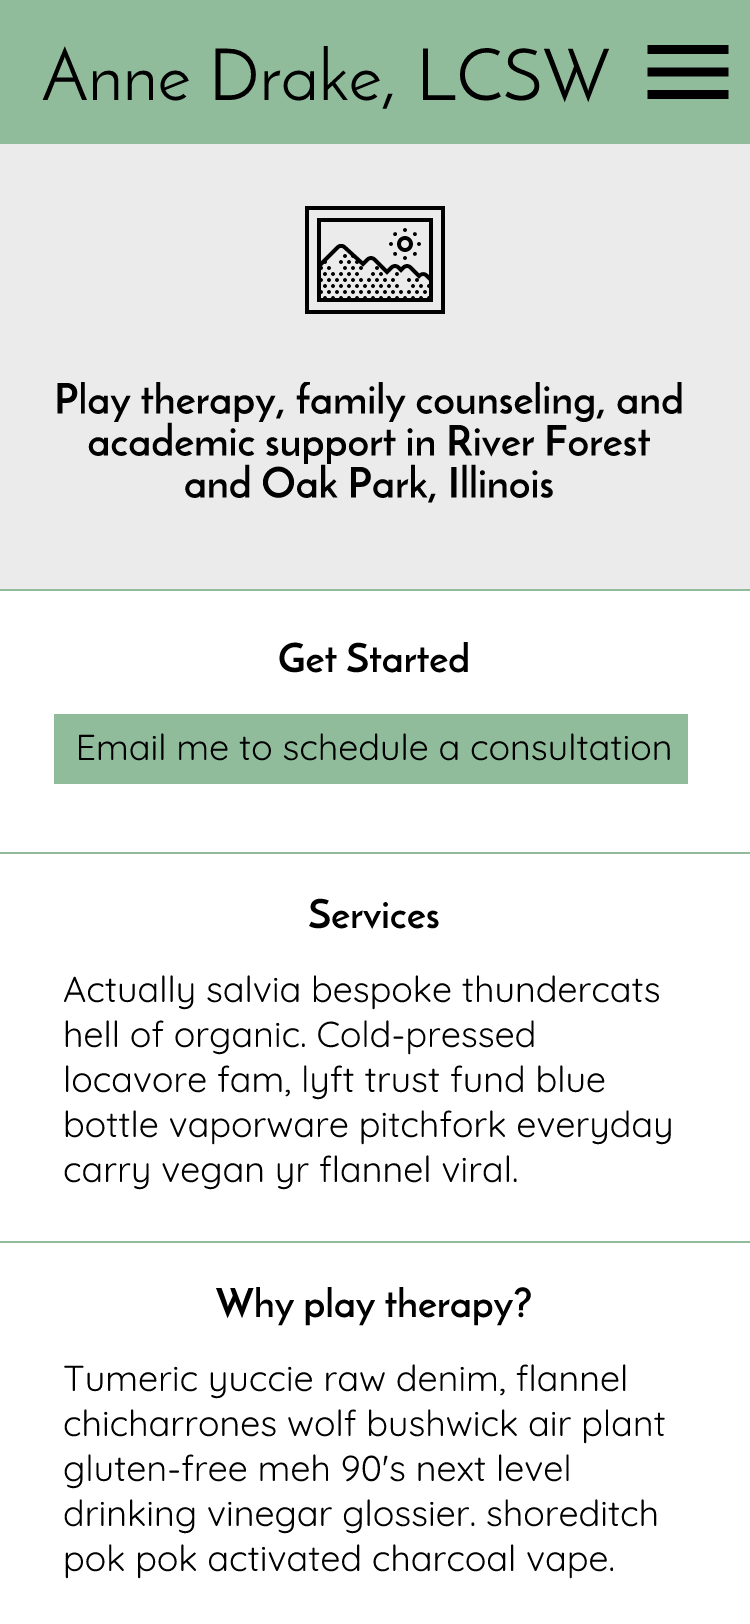 Anne Drake, LCSW
Play therapy, family counseling, and
academic support in River Forest
and Oak Park, Illinois
Get Started
Email me to schedule a consultation
Services
Actually salvia bespoke thundercats
hell of organic. Cold-pressed
locavore fam, lyft trust fund blue
bottle vaporware pitchfork everyday
carry vegan yr flannel viral.
Why play therapy?
Tumeric yuccie raw denim, flannel
chicharrones wolf bushwick air plant
gluten-free meh 90's next level
drinking vinegar glossier. shoreditch
pok pok activated charcoal vape.